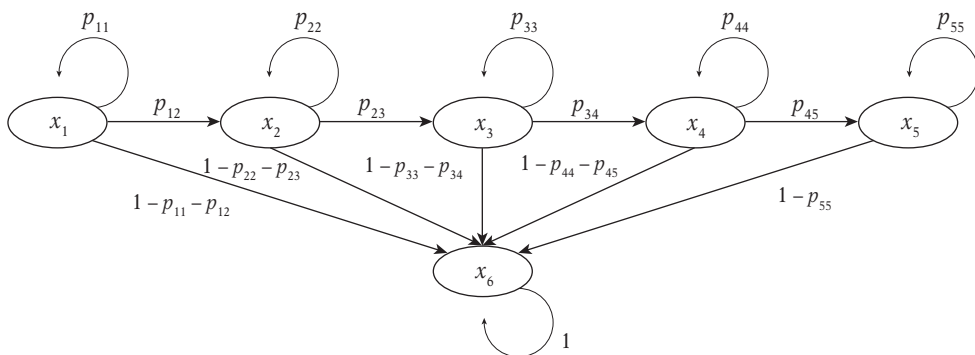 p₁₁ p₂₂ p₃₃ p₄₄ p₅₅
x₁ p₁₂ x₂ p₂₃ x₃ p₃₄ x₄ p₄₅ x₅
1 – p₂₂ – p₂₃ 1 – p₃₃ – p₃₄ 1 – p₄₄ – p₄₅
1 – p₁₁ – p₁₂ 1 – p₅₅
x₆
1